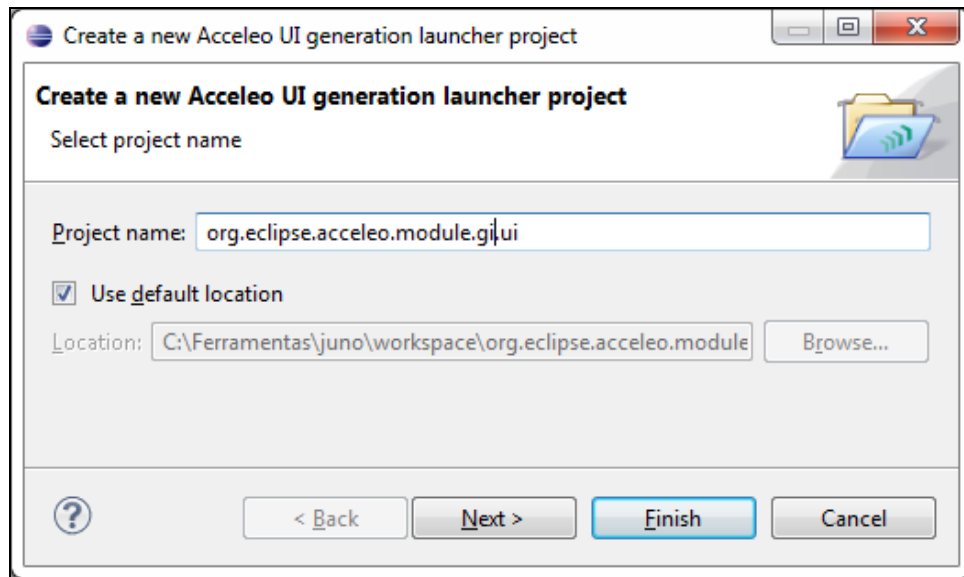 Create a new Acceleo UI generation launcher project
Create a new Acceleo UI generation launcher project
Select project name
Project name: org.eclipse.acceleo.module.gi.ui
Use default location
Location: C:\Ferramentas\juno\workspace\org.eclipse.acceleo.module Browse...
< Back Next > Finish Cancel